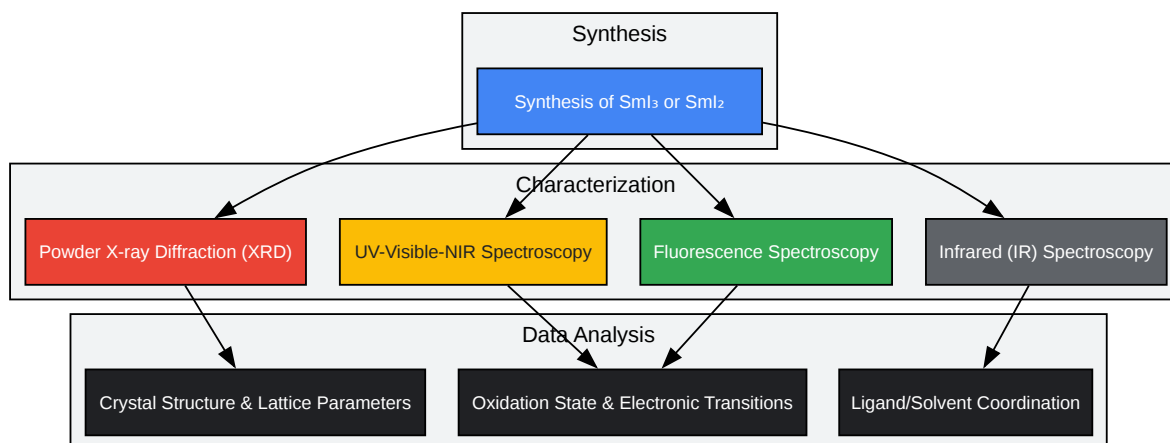 Synthesis
Synthesis of SmI₃ or SmI₂
Characterization
Powder X-ray Diffraction (XRD)
UV-Visible-NIR Spectroscopy
Fluorescence Spectroscopy
Infrared (IR) Spectroscopy
Data Analysis
Crystal Structure & Lattice Parameters
Oxidation State & Electronic Transitions
Ligand/Solvent Coordination